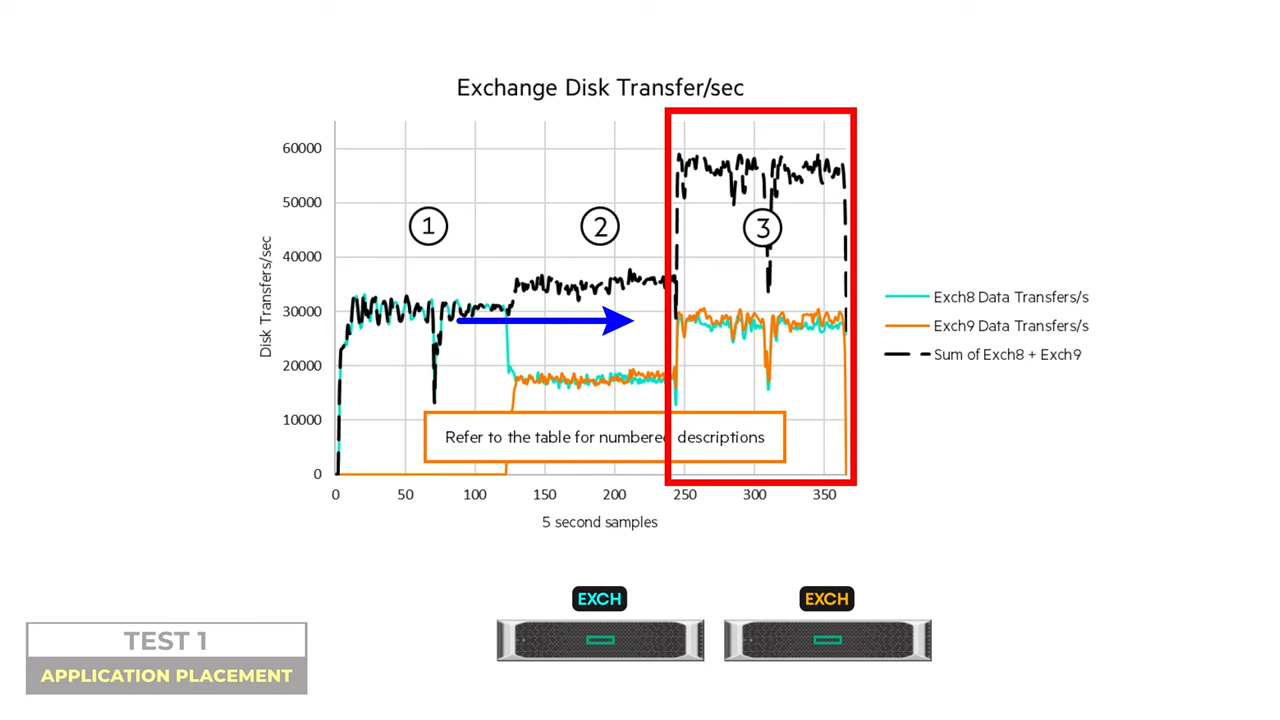 Exchange Disk Transfer/sec
60000
50000
40000
30000
20000
10000
0
Disk Transfers/sec
1
2
3
Refer to the table for numbered descriptions
0 50 100 150 200 250 300 350
5 second samples
Exch8 Data Transfers/s
Exch9 Data Transfers/s
Sum of Exch8 + Exch9
EXCH EXCH
TEST 1
APPLICATION PLACEMENT